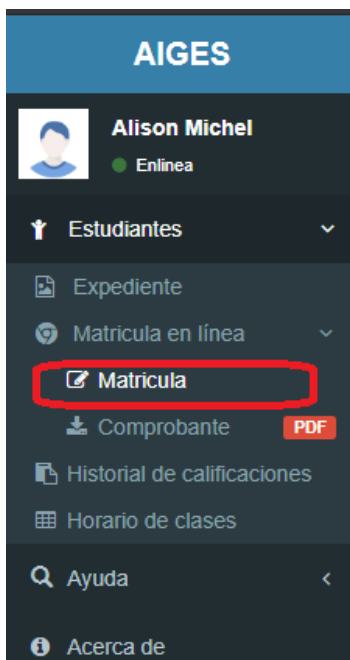 AIGES
Alison Michel
Enlinea
Estudiantes
Expediente
Matricula en línea
Matricula
Comprobante PDF
Historial de calificaciones
Horario de clases
Ayuda
Acerca de